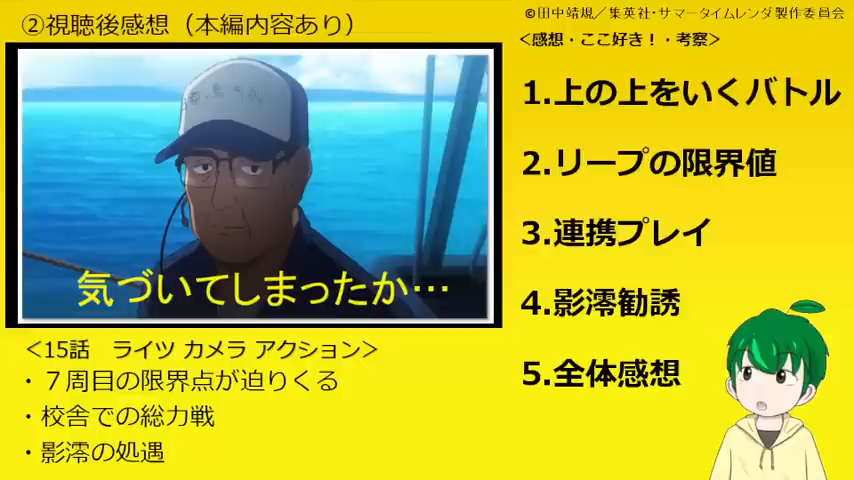 ②視聴後感想（本編内容あり）
©田中靖規／集英社・サマータイムレンダ製作委員会
＜感想・ここ好き！・考察＞
1.上の上をいくバトル
2.リープの限界値
3.連携プレイ
4.影澪勧誘
5.全体感想
気づいてしまったか…
＜15話　ライツ カメラ アクション＞
・７周目の限界点が迫りくる
・校舎での総力戦
・影澪の処遇